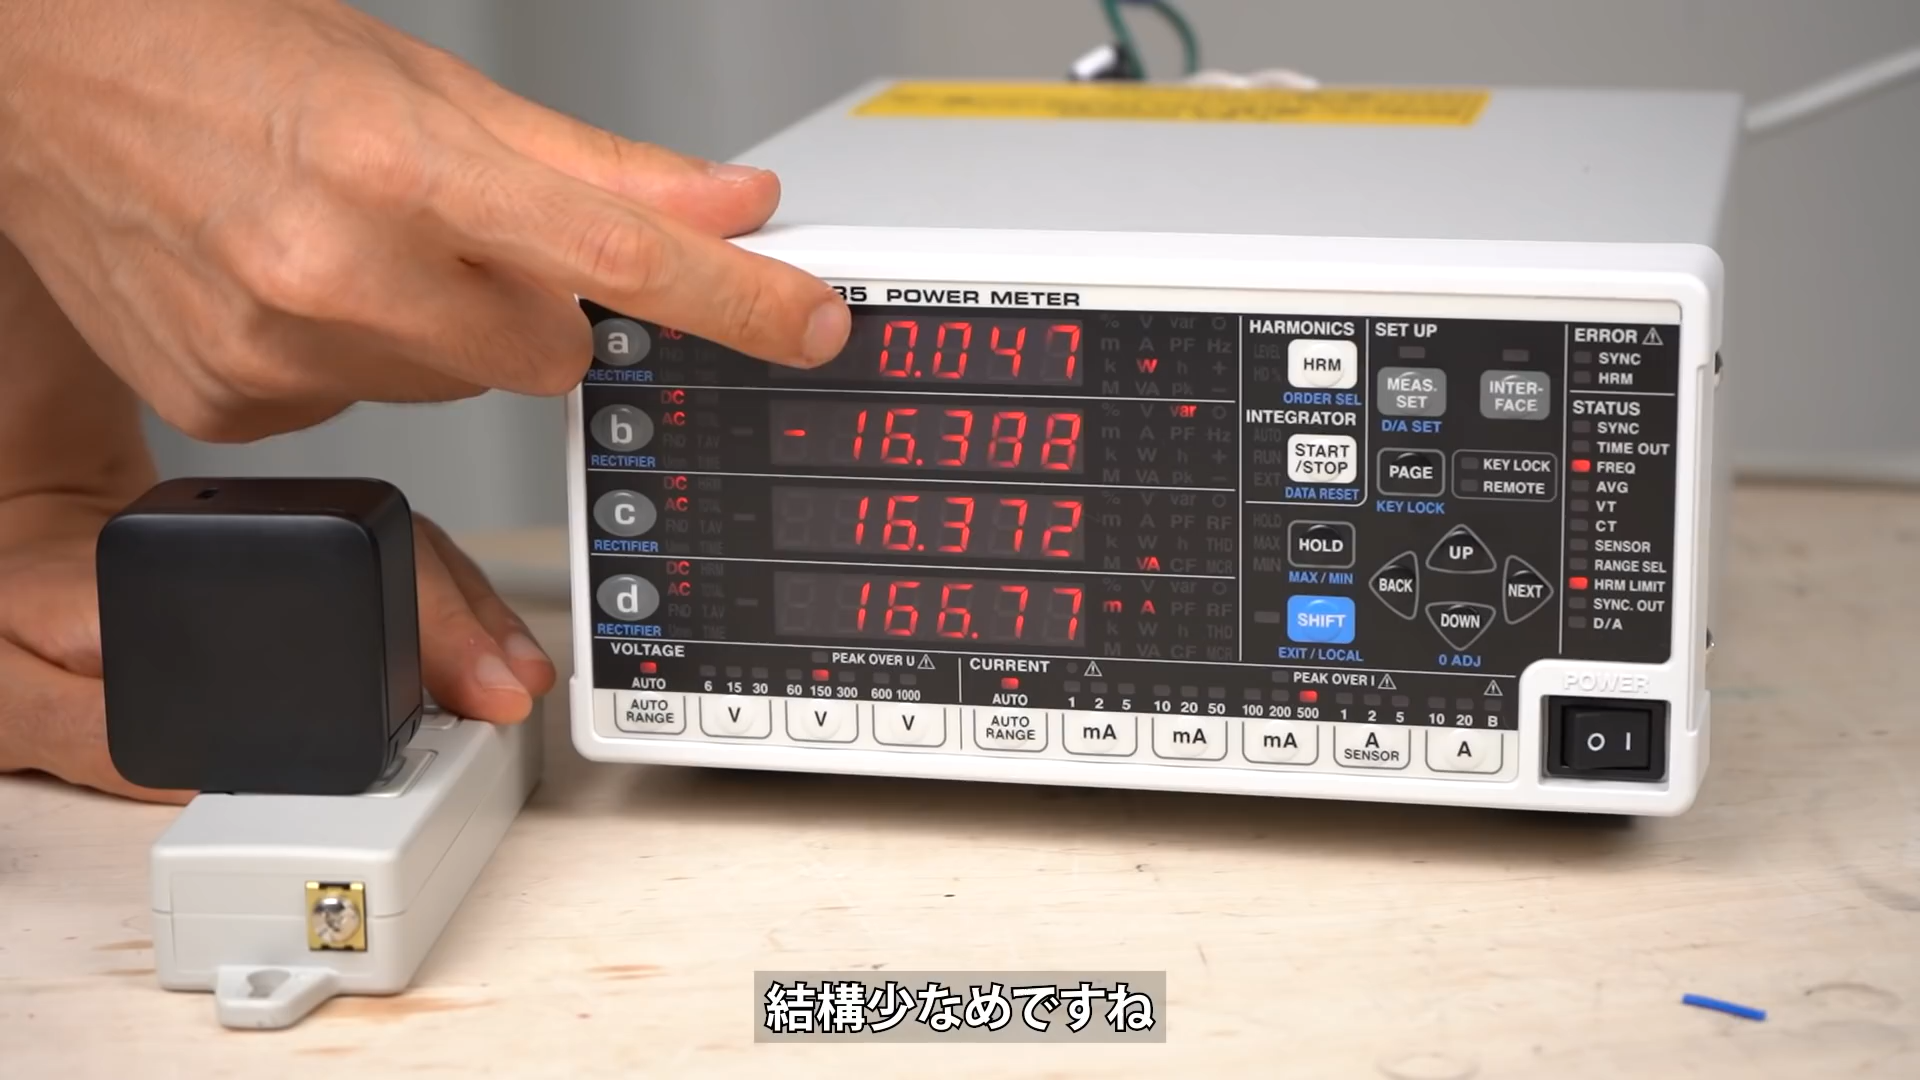 35 POWER METER
a AC 0.047 W
RECTIFIER
b DC AC -16.388 var
RECTIFIER
c DC AC 16.372 VA
RECTIFIER
d DC AC 166.77 m A
RECTIFIER
HARMONICS
HRM
ORDER SEL
INTEGRATOR
START /STOP
DATA RESET
HOLD
MAX / MIN
SHIFT
EXIT / LOCAL
SET UP
MEAS. SET
D/A SET
INTER- FACE
PAGE
KEY LOCK
KEY LOCK
REMOTE
UP
BACK
NEXT
DOWN
0 ADJ
ERROR ⚠
SYNC
HRM
STATUS
SYNC
TIME OUT
FREQ
AVG
VT
CT
SENSOR
RANGE SEL
HRM LIMIT
SYNC. OUT
D/A
VOLTAGE
PEAK OVER U ⚠
AUTO 6 15 30 60 150 300 600 1000
AUTO RANGE V V V
CURRENT ⚠
PEAK OVER I ⚠
AUTO 1 2 5 10 20 50 100 200 500 1 2 5 10 20 B
AUTO RANGE mA mA mA A SENSOR A
POWER
O I
結構少なめですね